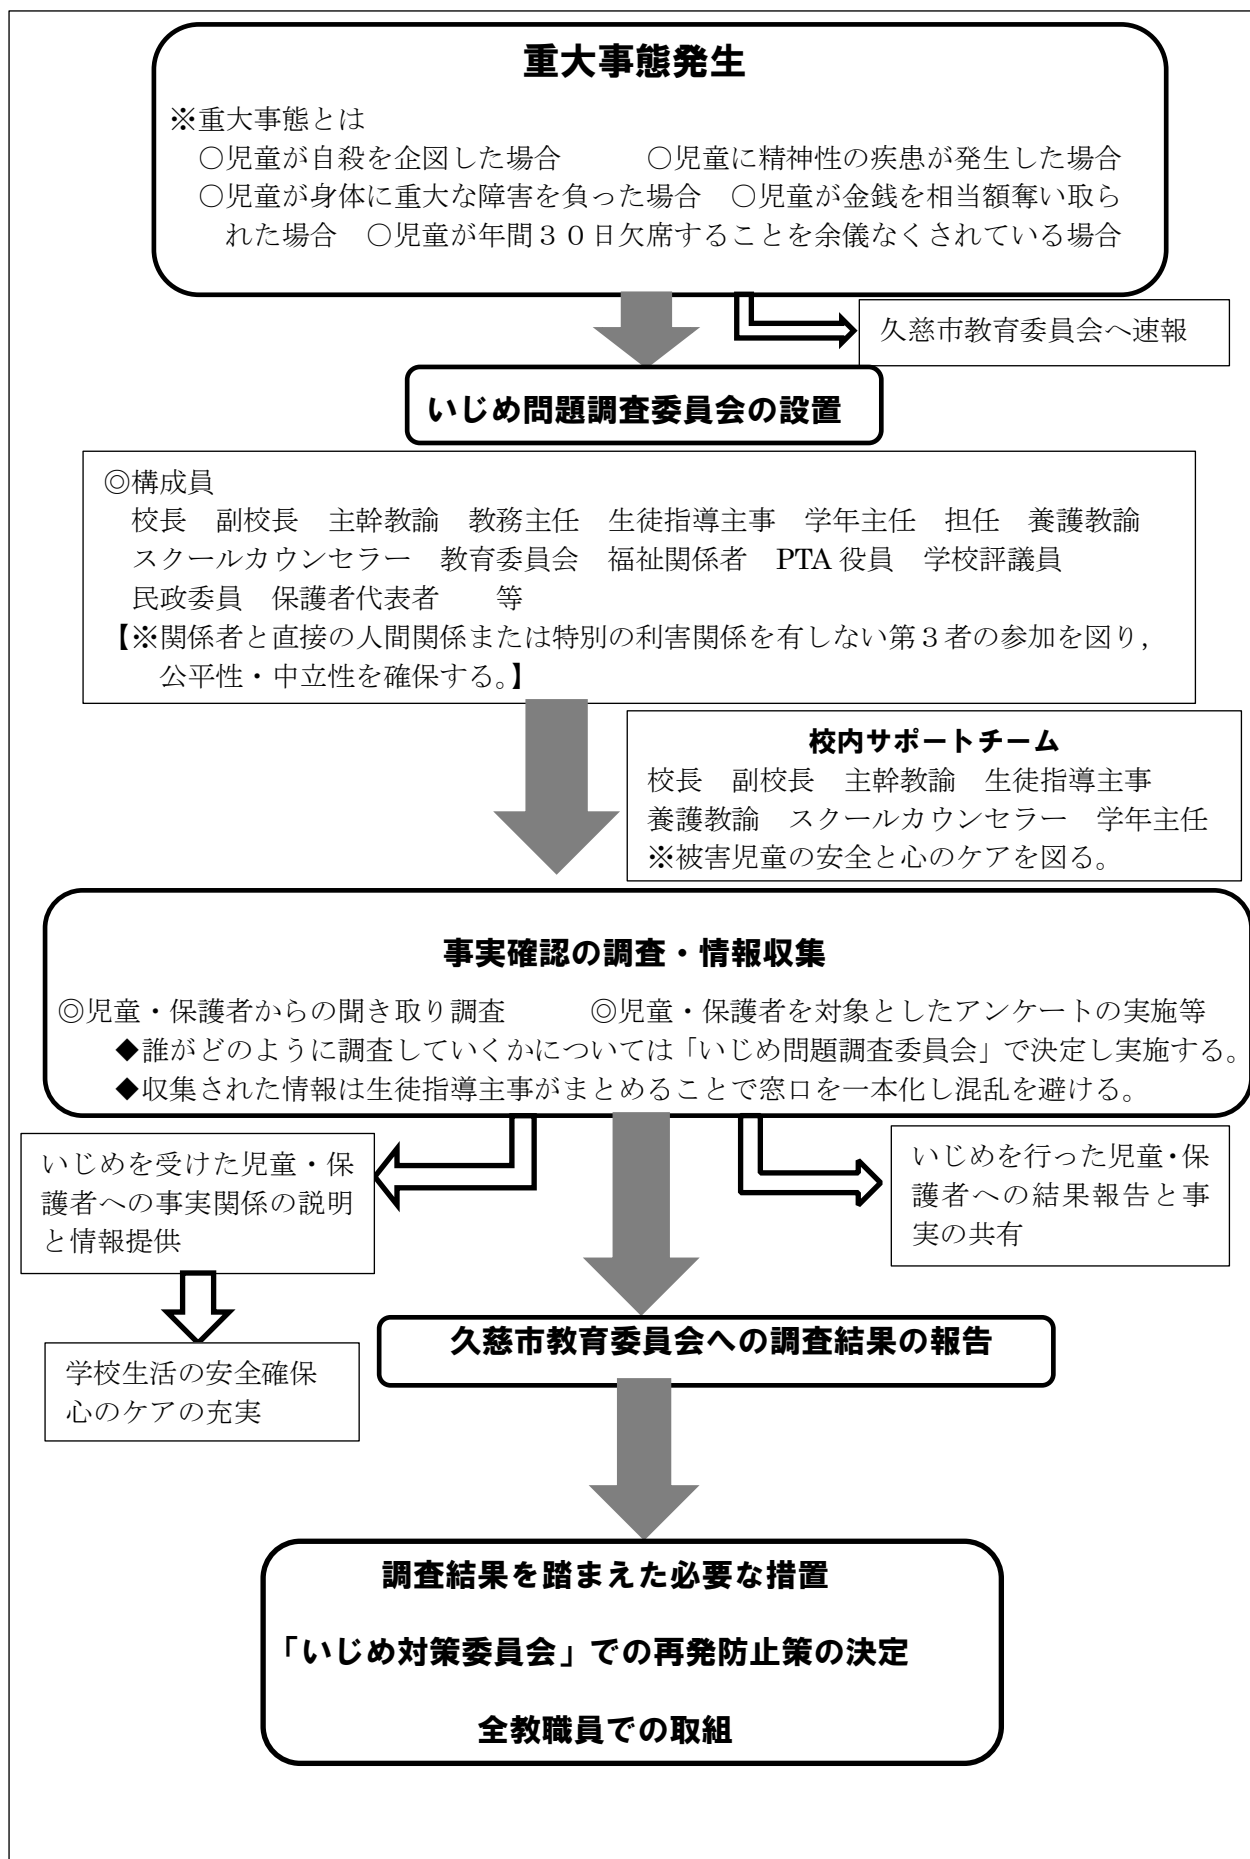 重大事態発生
※重大事態とは
○児童が自殺を企図した場合　　　○児童に精神性の疾患が発生した場合
○児童が身体に重大な障害を負った場合　○児童が金銭を相当額奪い取ら
れた場合　○児童が年間３０日欠席することを余儀なくされている場合
久慈市教育委員会へ速報
いじめ問題調査委員会の設置
◎構成員
校長　副校長　主幹教諭　教務主任　生徒指導主事　学年主任　担任　養護教諭
スクールカウンセラー　教育委員会　福祉関係者　PTA 役員　学校評議員
民政委員　保護者代表者　　等
【※関係者と直接の人間関係または特別の利害関係を有しない第３者の参加を図り，
公平性・中立性を確保する。】
校内サポートチーム
校長　副校長　主幹教諭　生徒指導主事
養護教諭　スクールカウンセラー　学年主任
※被害児童の安全と心のケアを図る。
事実確認の調査・情報収集
◎児童・保護者からの聞き取り調査　　　◎児童・保護者を対象としたアンケートの実施等
◆誰がどのように調査していくかについては「いじめ問題調査委員会」で決定し実施する。
◆収集された情報は生徒指導主事がまとめることで窓口を一本化し混乱を避ける。
いじめを受けた児童・保
護者への事実関係の説明
と情報提供
いじめを行った児童・保
護者への結果報告と事
実の共有
久慈市教育委員会への調査結果の報告
学校生活の安全確保
心のケアの充実
調査結果を踏まえた必要な措置
「いじめ対策委員会」での再発防止策の決定
全教職員での取組